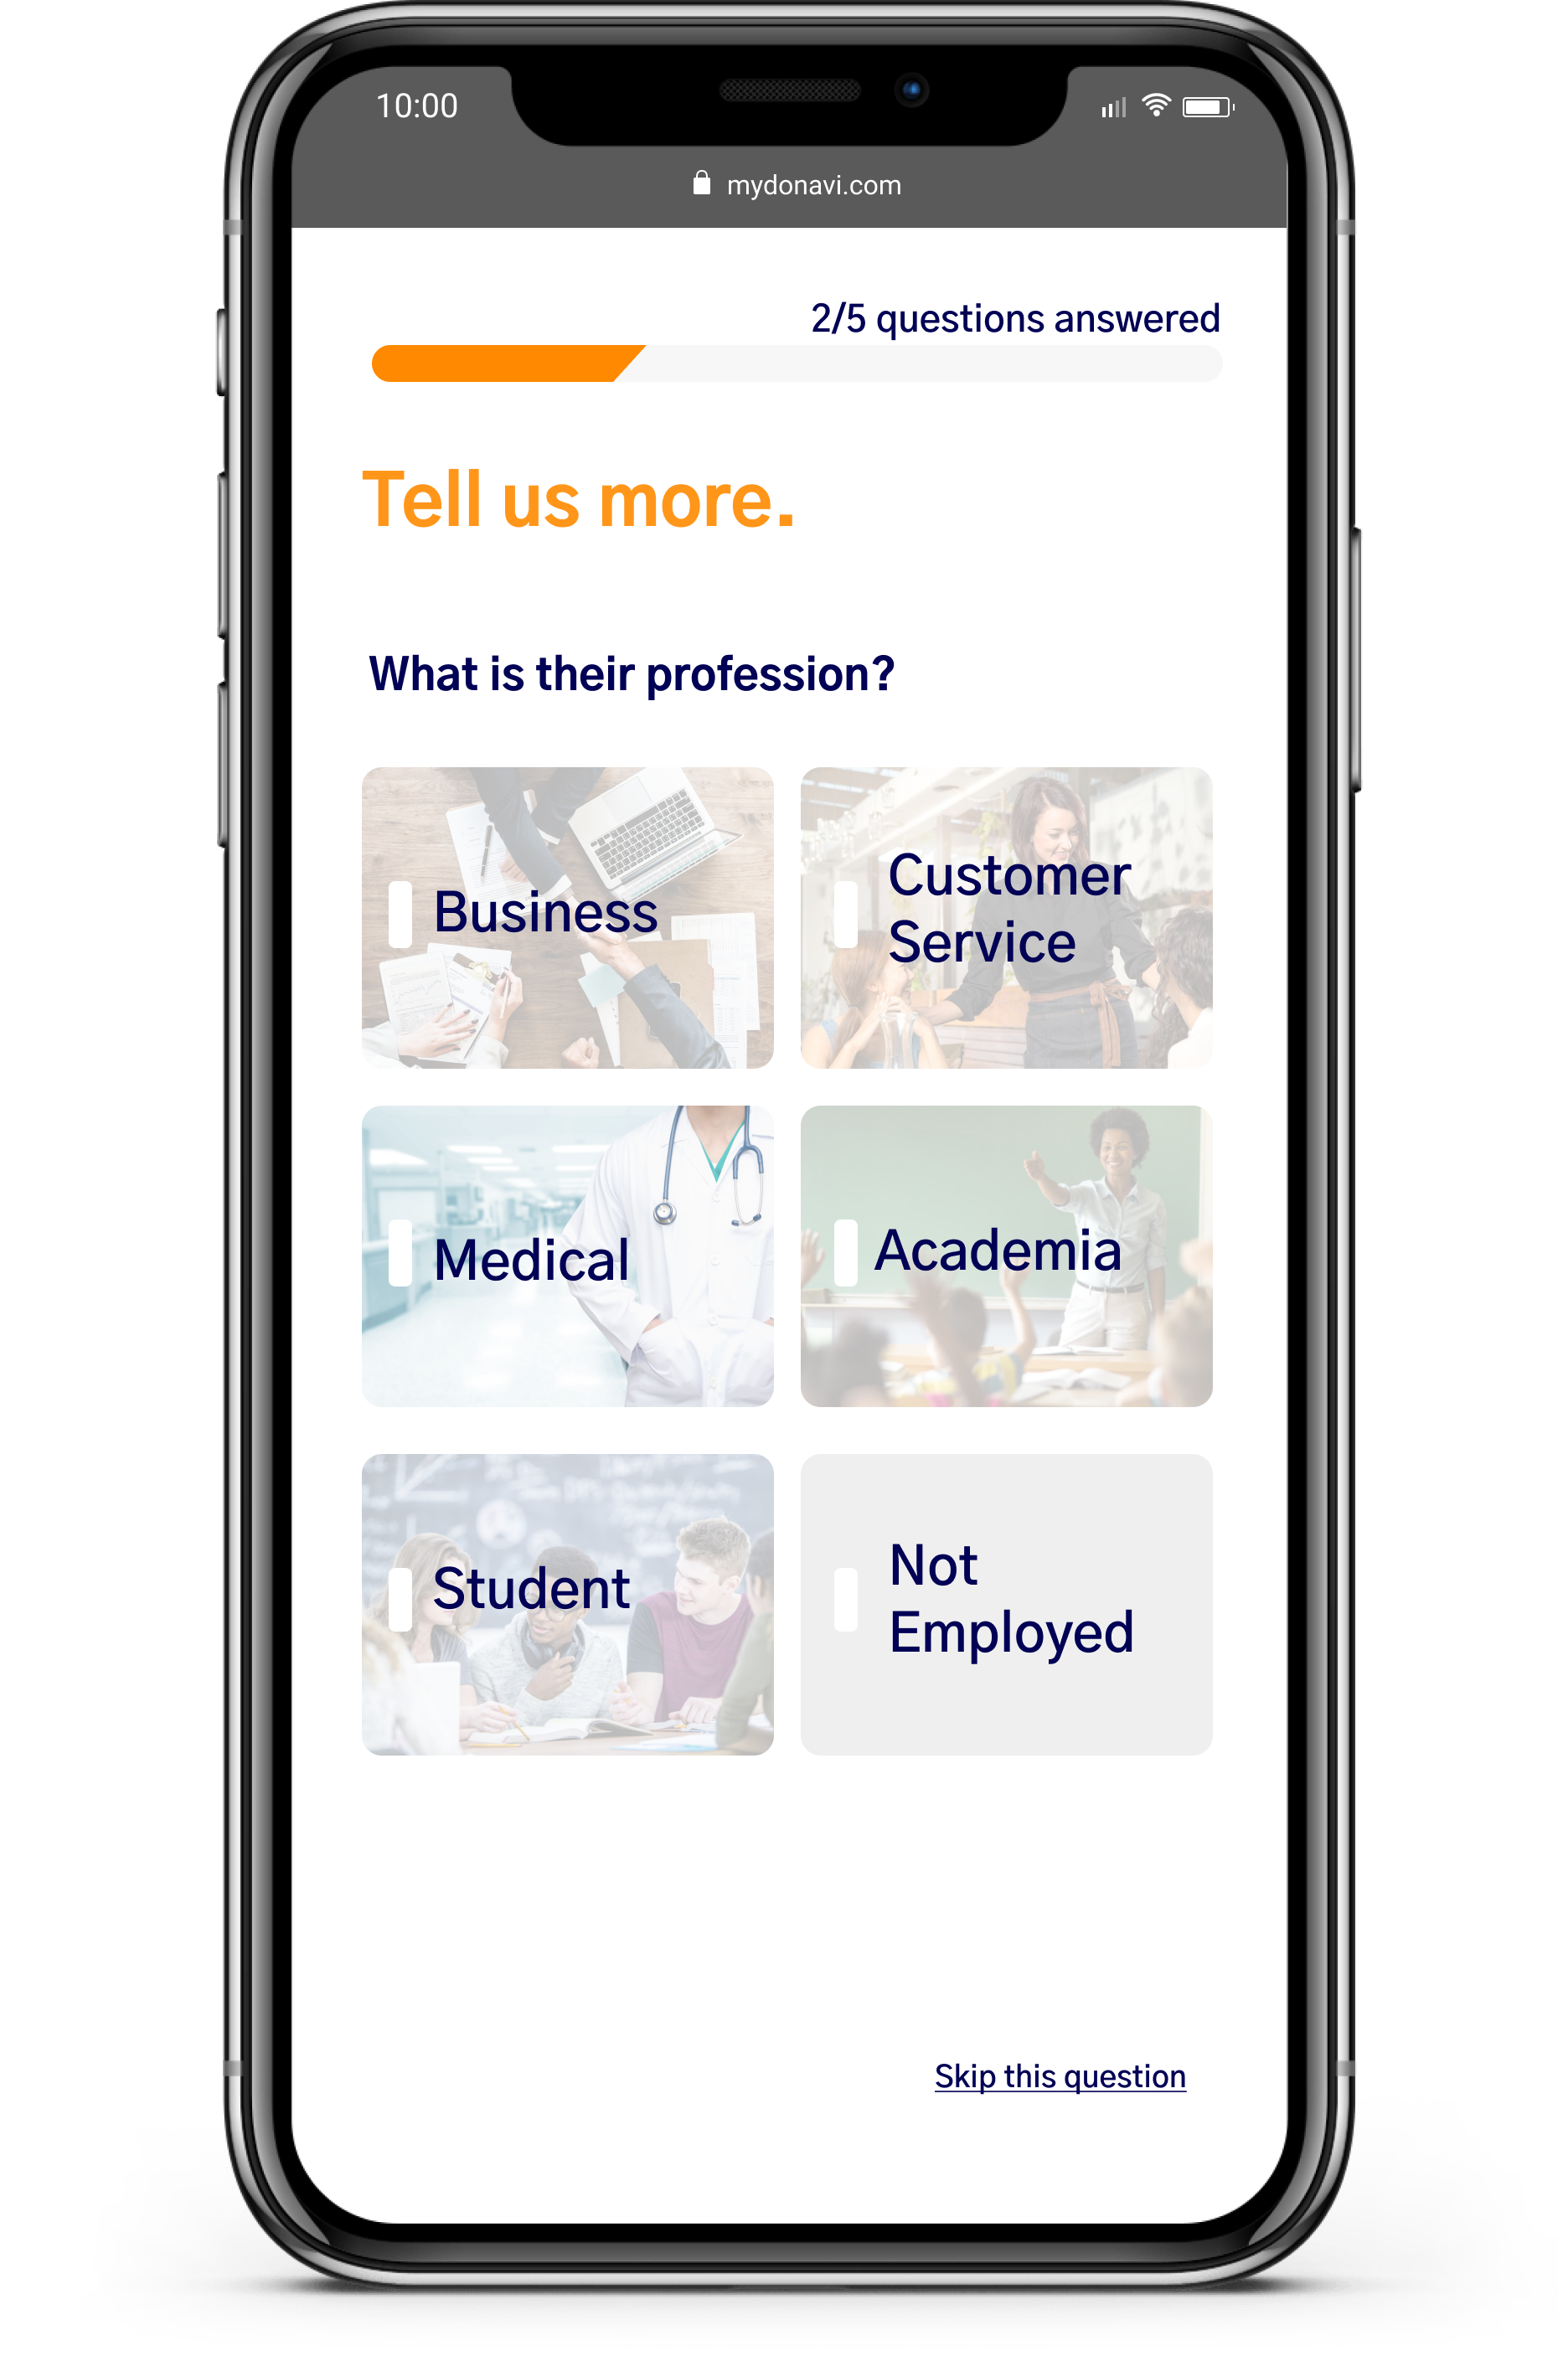 10:00
mydonavi.com
2/5 questions answered
Tell us more.
What is their profession?
Business
Customer
Service
Medical
Academia
Student
Not
Employed
Skip this question